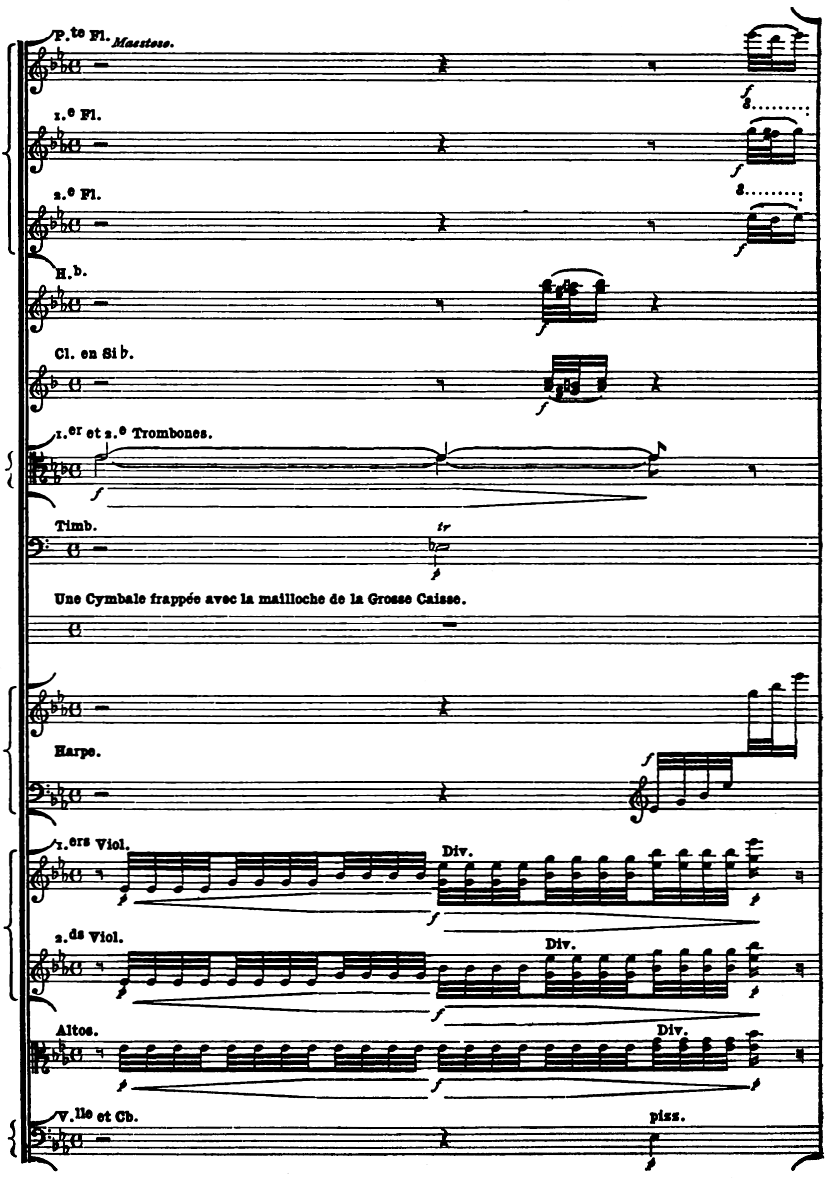 P.te Fl. Maestoso.
f
8
1.e Fl.
f
8
2.e Fl.
f
H.b.
f
Cl. en Si♭.
f
1.er et 2.e Trombones.
f
Timb.
tr
p
Une Cymbale frappée avec la mailloche de la Grosse Caisse.
Harpe.
f
1.ers Viol.
Div.
p f p
2.ds Viol.
Div.
p f p
Altos.
Div.
p f p
V.lle et Cb.
pizz.
p